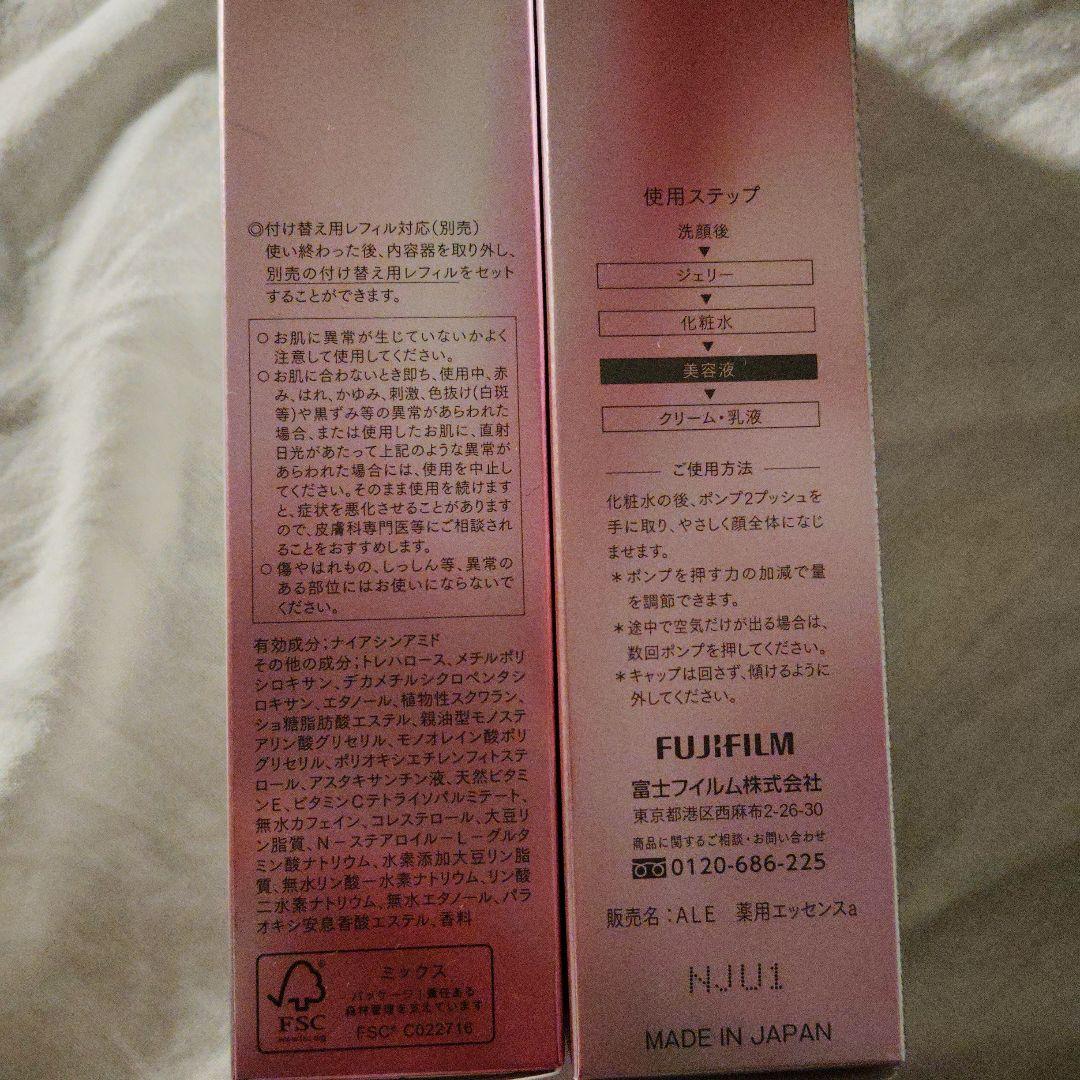 ◎付け替え用レフィル対応(別売)
使い終わった後、内容器を取り外し、
別売の付け替え用レフィルをセット
することができます。
○お肌に異常が生じていないかよく
注意して使用してください。
○お肌に合わないとき即ち、使用中、赤
み、はれ、かゆみ、刺激、色抜け(白斑
等)や黒ずみ等の異常があらわれた
場合、または使用したお肌に、直射
日光があたって上記のような異常が
あらわれた場合には、使用を中止し
てください。そのまま使用を続けます
と、症状を悪化させることがあります
ので、皮膚科専門医等にご相談され
ることをおすすめします。
○傷やはれもの、しっしん等、異常の
ある部位にはお使いにならないで
ください。
有効成分;ナイアシンアミド
その他の成分;トレハロース、メチルポリ
シロキサン、デカメチルシクロペンタシ
ロキサン、エタノール、植物性スクワラン、
ショ糖脂肪酸エステル、親油型モノステ
アリン酸グリセリル、モノオレイン酸ポリ
グリセリル、ポリオキシエチレンフィトステ
ロール、アスタキサンチン液、天然ビタミ
ンE、ビタミンCテトライソパルミテート、
無水カフェイン、コレステロール、大豆リ
ン脂質、N－ステアロイル－L－グルタ
ミン酸ナトリウム、水素添加大豆リン脂
質、無水リン酸一水素ナトリウム、リン酸
二水素ナトリウム、無水エタノール、パラ
オキシ安息香酸エステル、香料
FSC
www.fsc.org
ミックス
パッケージ|責任ある
森林管理を支えています
FSC® C022716
使用ステップ
洗顔後
▼
ジェリー
▼
化粧水
▼
美容液
▼
クリーム・乳液
ご使用方法
化粧水の後、ポンプ2プッシュを
手に取り、やさしく顔全体になじ
ませます。
＊ポンプを押す力の加減で量
を調節できます。
＊途中で空気だけが出る場合は、
数回ポンプを押してください。
＊キャップは回さず、傾けるように
外してください。
FUJIFILM
富士フイルム株式会社
東京都港区西麻布2-26-30
商品に関するご相談・お問い合わせ
0120-686-225
販売名:ALE 薬用エッセンスa
NJU1
MADE IN JAPAN